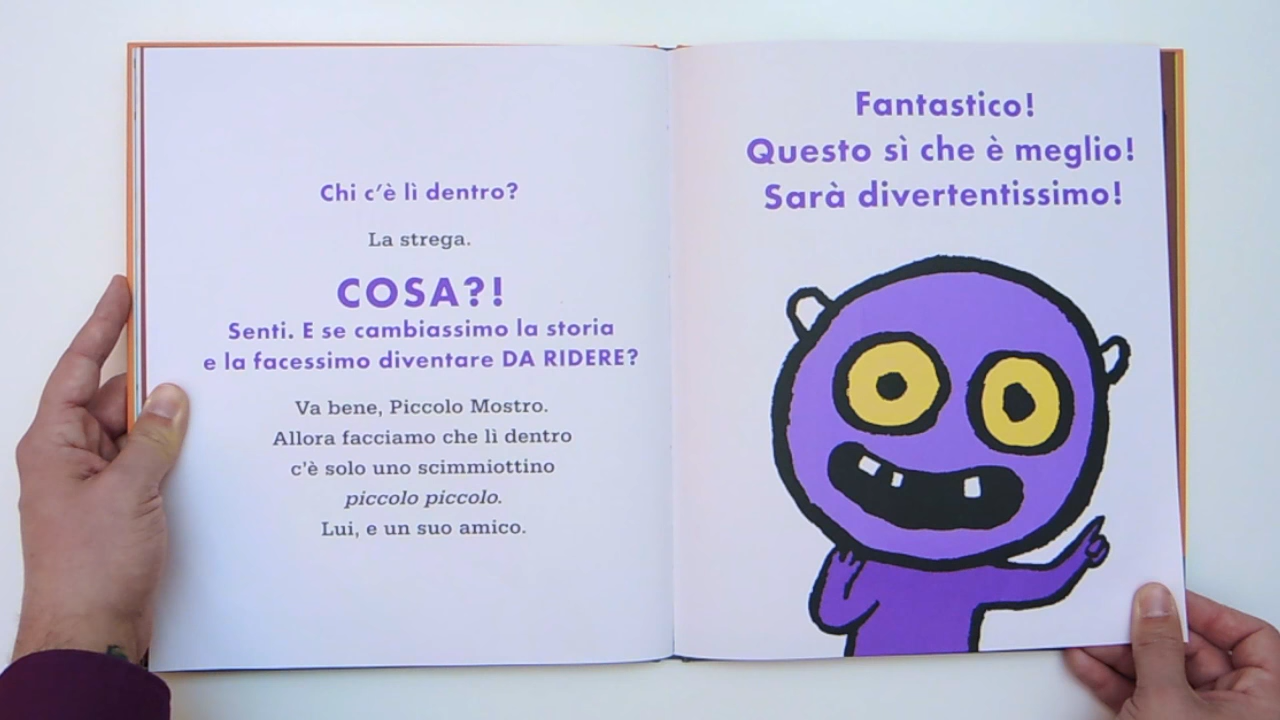 Chi c'è lì dentro?
La strega.
COSA?!
Senti. E se cambiassimo la storia
e la facessimo diventare DA RIDERE?
Va bene, Piccolo Mostro.
Allora facciamo che lì dentro
c'è solo uno scimmiottino
piccolo piccolo.
Lui, e un suo amico.
Fantastico!
Questo sì che è meglio!
Sarà divertentissimo!